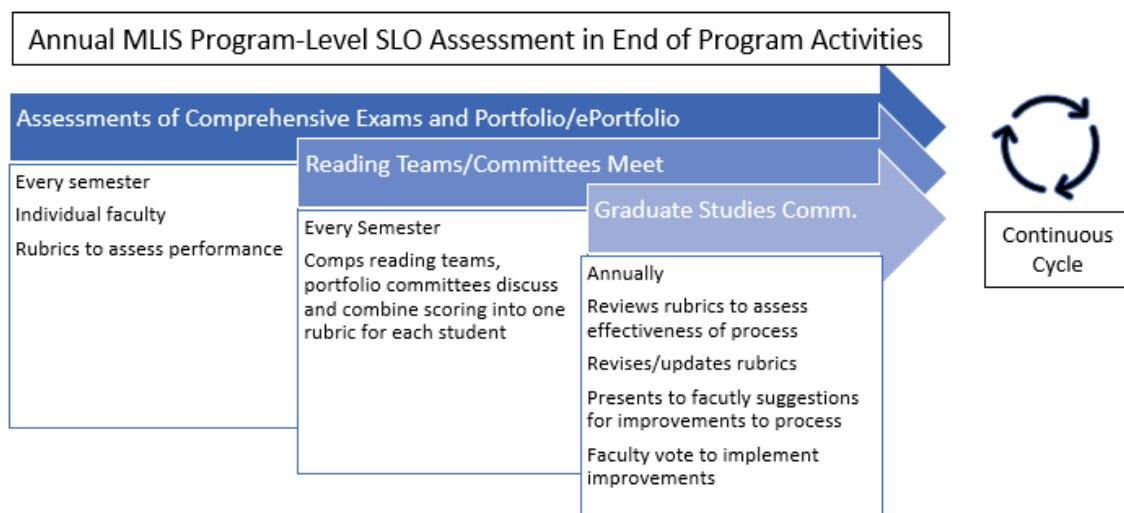 Annual MLIS Program-Level SLO Assessment in End of Program Activities
Assessments of Comprehensive Exams and Portfolio/ePortfolio
Every semester
Individual faculty
Rubrics to assess performance
Reading Teams/Committees Meet
Every Semester
Comps reading teams,
portfolio committees discuss
and combine scoring into one
rubric for each student
Graduate Studies Comm.
Annually
Reviews rubrics to assess
effectiveness of process
Revises/updates rubrics
Presents to facutly suggestions
for improvements to process
Faculty vote to implement
improvements
Continuous
Cycle